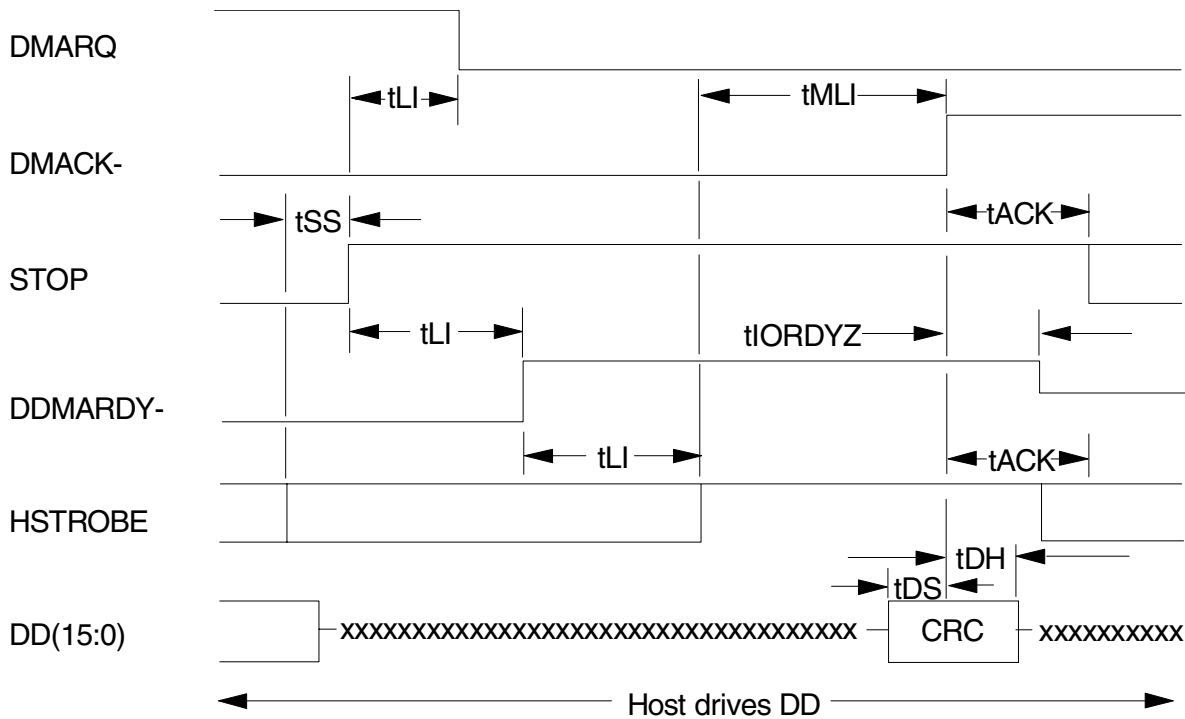 DMARQ
tLI
tMLI
DMACK-
tSS
tACK
STOP
tLI
tIORDYZ
DDMARDY-
tLI
tACK
HSTROBE
tDH
tDS
DD(15:0)
xxxxxxxxxxxxxxxxxxxxxxxxxxxxxxxxxxxx
CRC
xxxxxxxxxx
Host drives DD